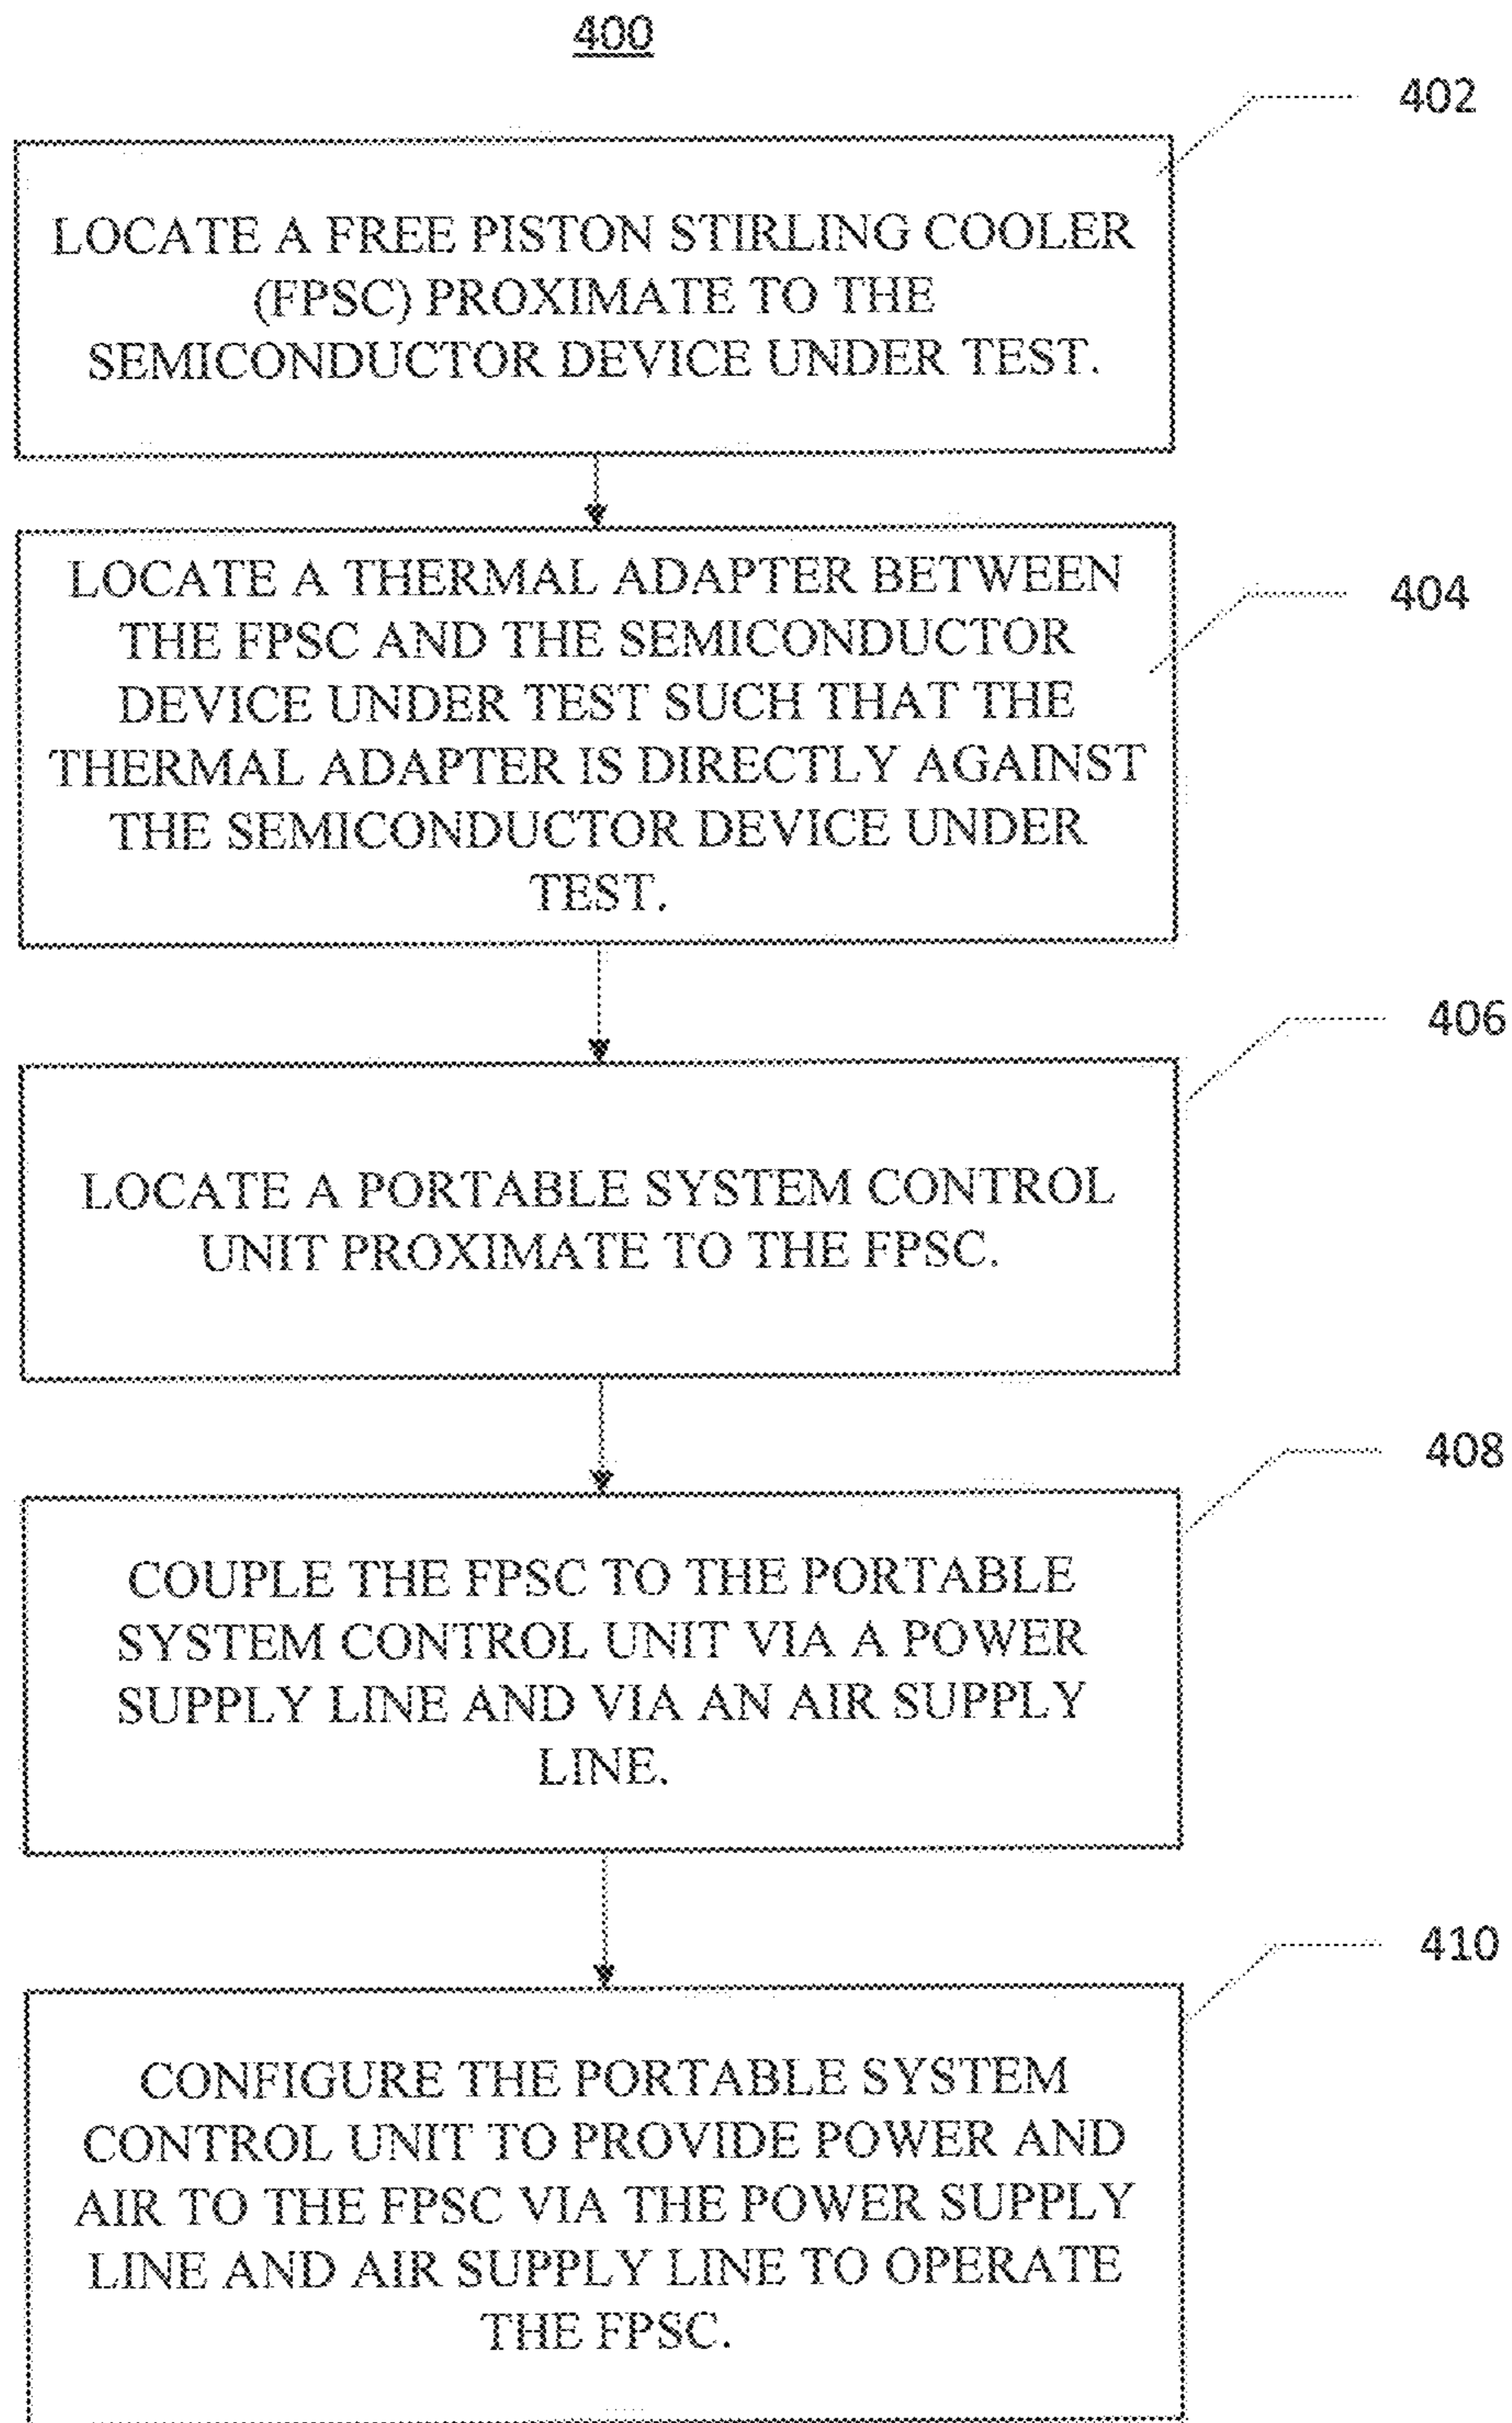 400
402
LOCATE A FREE PISTON STIRLING COOLER
(FPSC) PROXIMATE TO THE
SEMICONDUCTOR DEVICE UNDER TEST.
404
LOCATE A THERMAL ADAPTER BETWEEN
THE FPSC AND THE SEMICONDUCTOR
DEVICE UNDER TEST SUCH THAT THE
THERMAL ADAPTER IS DIRECTLY AGAINST
THE SEMICONDUCTOR DEVICE UNDER
TEST.
406
LOCATE A PORTABLE SYSTEM CONTROL
UNIT PROXIMATE TO THE FPSC.
408
COUPLE THE FPSC TO THE PORTABLE
SYSTEM CONTROL UNIT VIA A POWER
SUPPLY LINE AND VIA AN AIR SUPPLY
LINE.
410
CONFIGURE THE PORTABLE SYSTEM
CONTROL UNIT TO PROVIDE POWER AND
AIR TO THE FPSC VIA THE POWER SUPPLY
LINE AND AIR SUPPLY LINE TO OPERATE
THE FPSC.